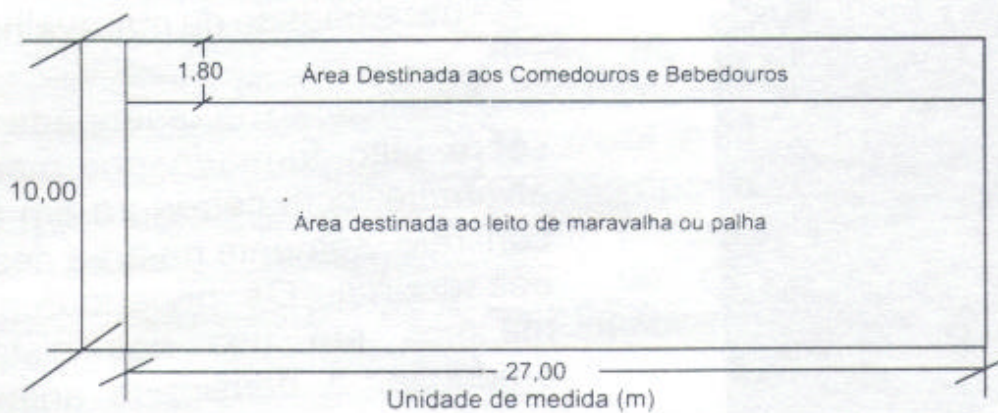 1,80
Área Destinada aos Comedouros e Bebedouros
10,00
Área destinada ao leito de maravalha ou palha
27,00
Unidade de medida (m)